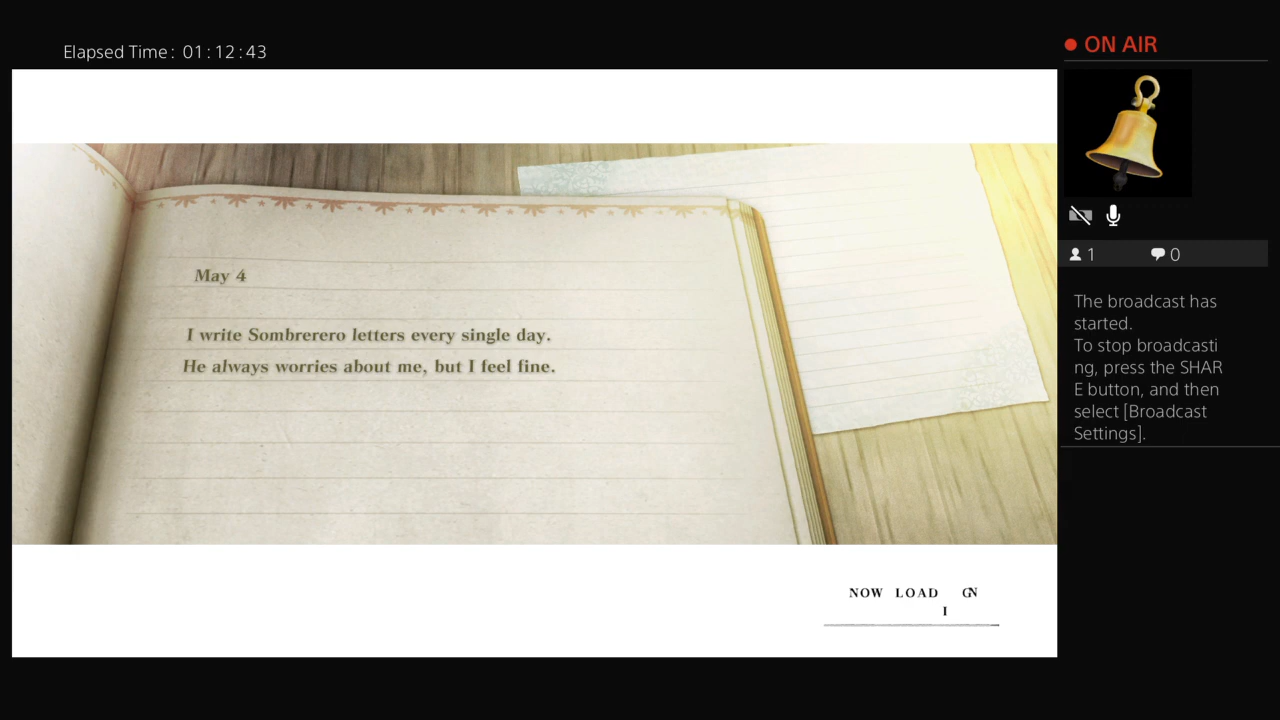 Elapsed Time: 01:12:43
ON AIR
1
0
May 4
I write Sombrerero letters every single day.
He always worries about me, but I feel fine.
The broadcast has
started.
To stop broadcasti
ng, press the SHAR
E button, and then
select [Broadcast
Settings].
NOW LOAD GN
I